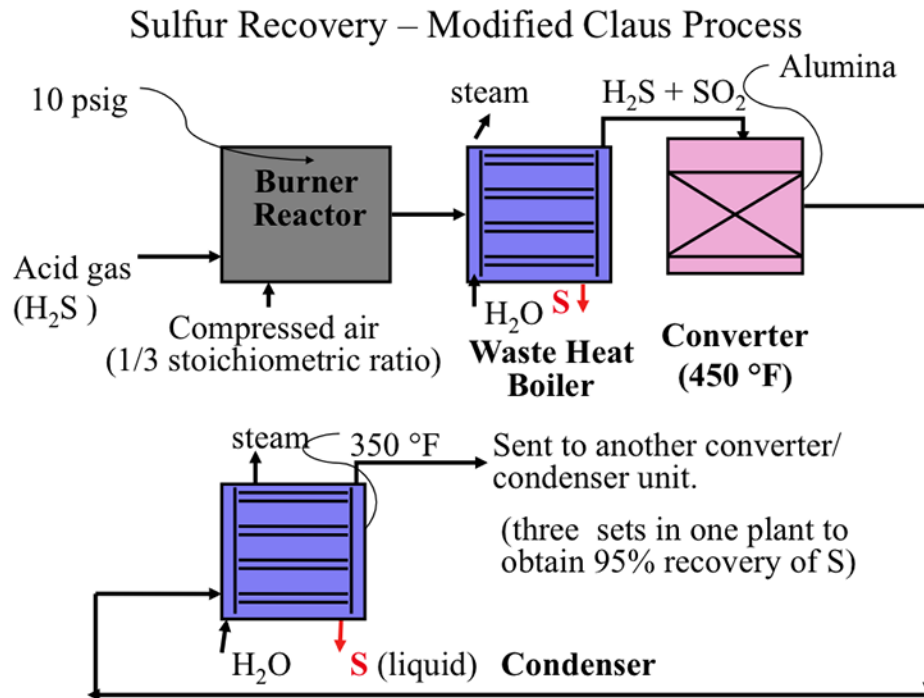 Sulfur Recovery – Modified Claus Process
10 psig
steam
H₂S + SO₂
Alumina
Burner
Reactor
Acid gas
(H₂S )
Compressed air
(1/3 stoichiometric ratio)
H₂O
S
Waste Heat
Boiler
Converter
(450 °F)
steam
350 °F
Sent to another converter/
condenser unit.
(three sets in one plant to
obtain 95% recovery of S)
H₂O
S (liquid)
Condenser